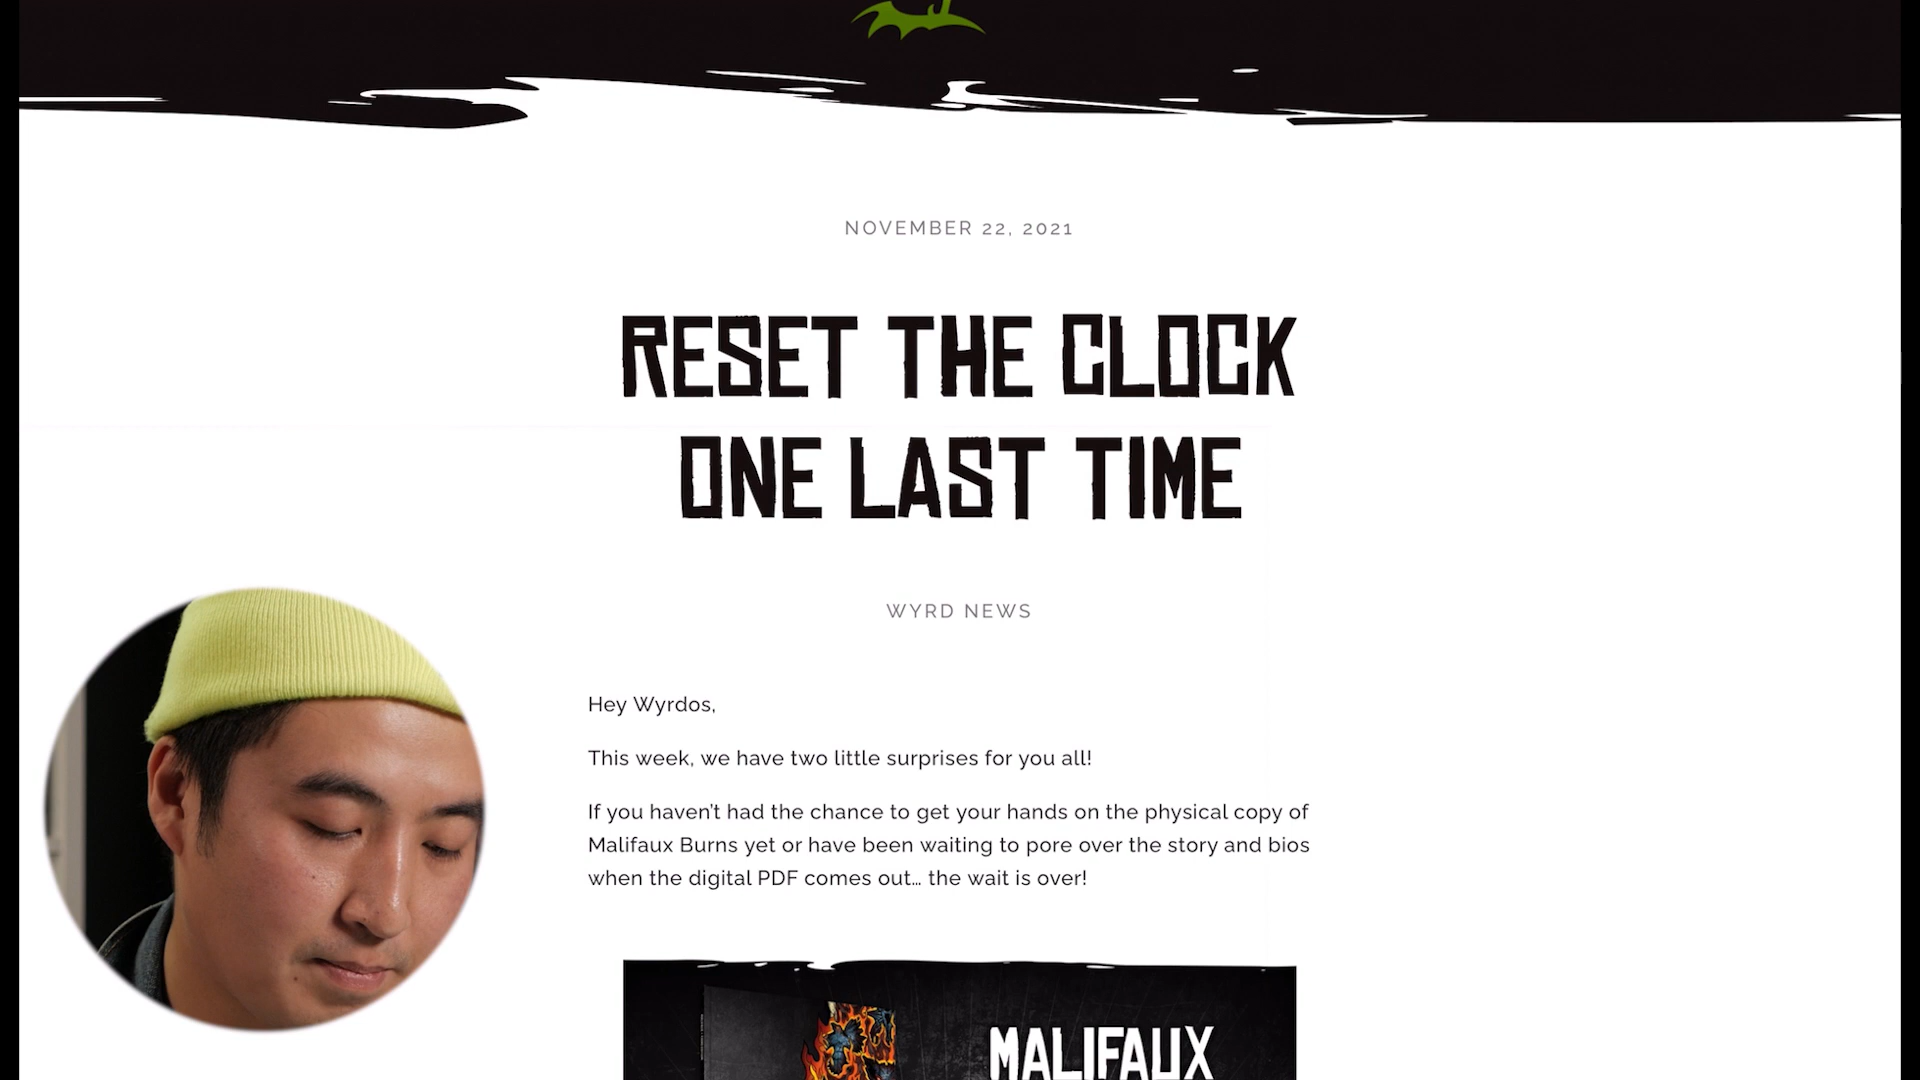 NOVEMBER 22, 2021
RESET THE CLOCK
ONE LAST TIME
WYRD NEWS
Hey Wyrdos,
This week, we have two little surprises for you all!
If you haven't had the chance to get your hands on the physical copy of
Malifaux Burns yet or have been waiting to pore over the story and bios
when the digital PDF comes out... the wait is over!
MALIFAUX